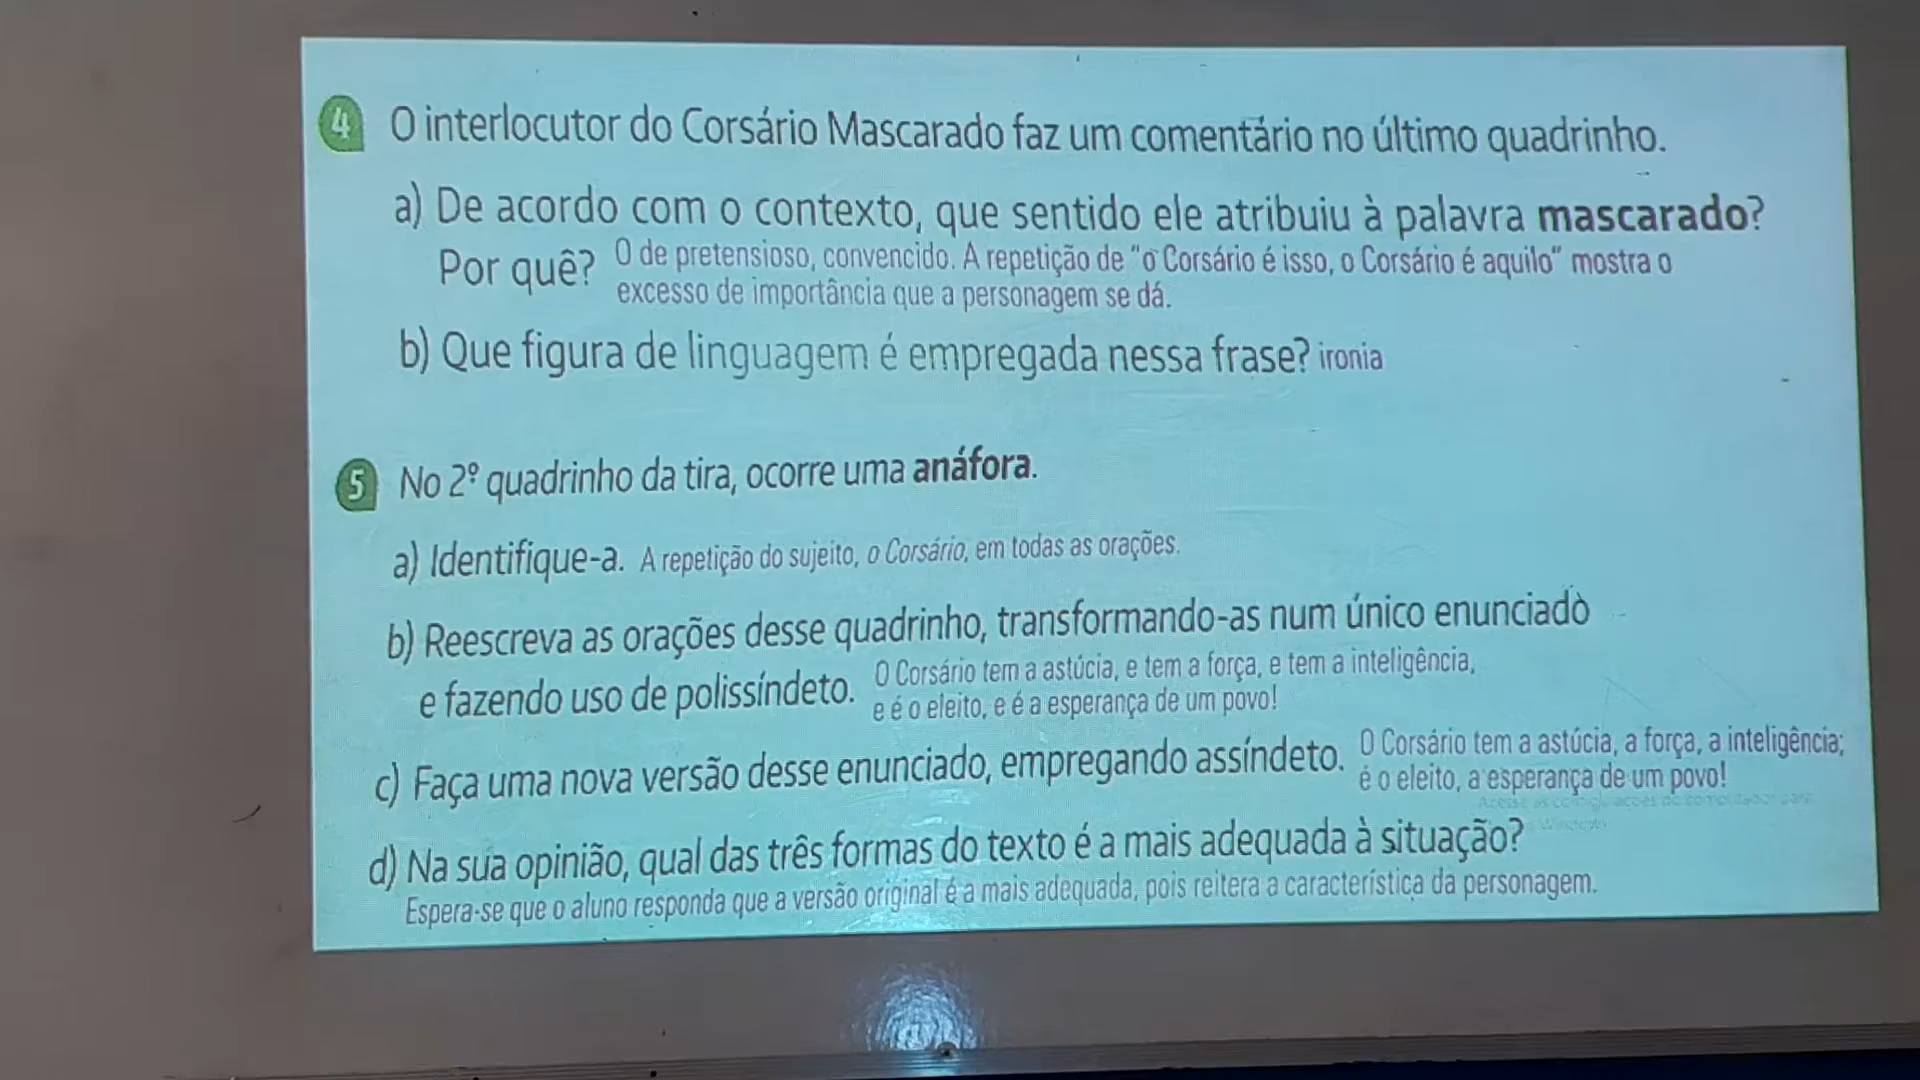 4 O interlocutor do Corsário Mascarado faz um comentário no último quadrinho.
a) De acordo com o contexto, que sentido ele atribuiu à palavra mascarado?
Por quê? O de pretensioso, convencido. A repetição de "o Corsário é isso, o Corsário é aquilo" mostra o
excesso de importância que a personagem se dá.
b) Que figura de linguagem é empregada nessa frase? ironia
5 No 2º quadrinho da tira, ocorre uma anáfora.
a) Identifique-a. A repetição do sujeito, o Corsário, em todas as orações.
b) Reescreva as orações desse quadrinho, transformando-as num único enunciado
e fazendo uso de polissíndeto. O Corsário tem a astúcia, e tem a força, e tem a inteligência,
e é o eleito, e é a esperança de um povo!
c) Faça uma nova versão desse enunciado, empregando assíndeto. O Corsário tem a astúcia, a força, a inteligência;
é o eleito, a esperança de um povo!
Acesse as configurações do computador para
Windows
d) Na sua opinião, qual das três formas do texto é a mais adequada à situação?
Espera-se que o aluno responda que a versão original é a mais adequada, pois reitera a característica da personagem.